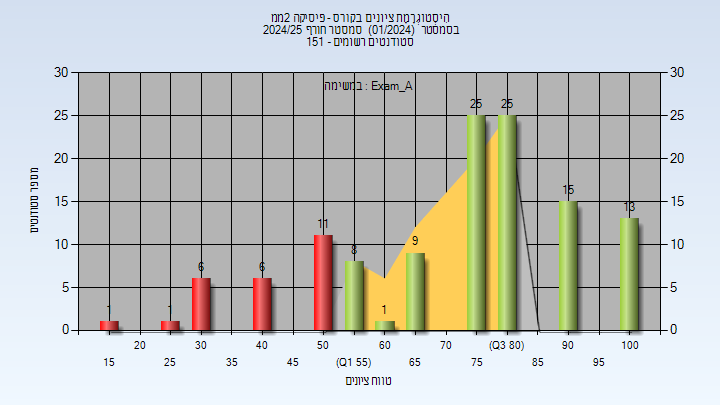 היסטוגרמת ציונים בקורס - פיסיקה 2ממ
בסמסטר (01/2024) סמסטר חורף 2024/25
סטודנטים רשומים - 151
במשימה : Exam_A
מספר סטודנטים
30 25 20 15 10 5 0
30 25 20 15 10 5 0
1 1 6 6 11 8 1 9 25 25 15 13
20 30 40 50 60 70 (Q3 80) 90 100
15 25 35 45 (Q1 55) 65 75 85 95
טווח ציונים